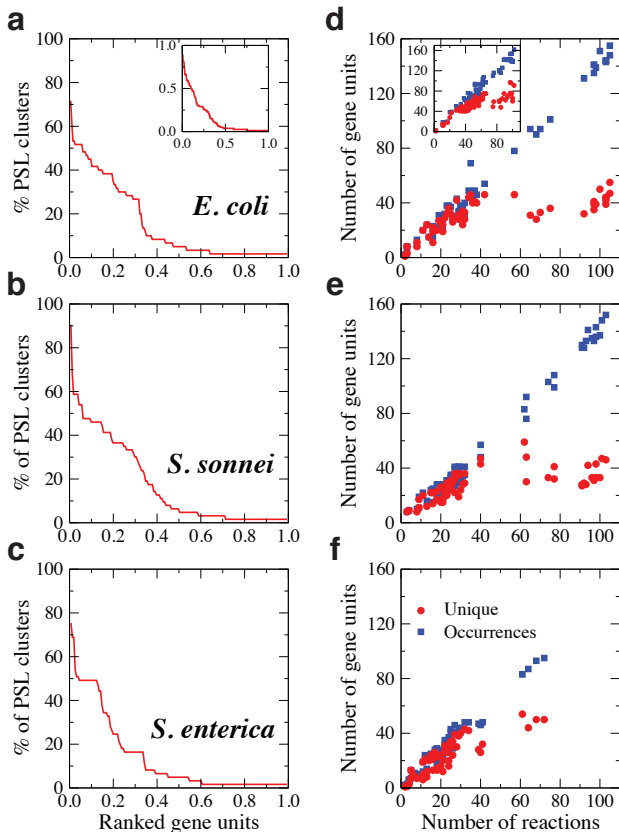 a
% PSL clusters
100
80
60
40
20
0
0.0 0.2 0.4 0.6 0.8 1.0
1.0
0.5
0.0
0.0 0.5 1.0
E. coli
d
Number of gene units
160
120
80
40
0
0 20 40 60 80 100
160
120
80
40
0
0 40 80
b
% of PSL clusters
100
80
60
40
20
0
0.0 0.2 0.4 0.6 0.8 1.0
S. sonnei
e
Number of gene units
160
120
80
40
0
0 20 40 60 80 100
c
% of PSL clusters
100
80
60
40
20
0
0.0 0.2 0.4 0.6 0.8 1.0
S. enterica
Ranked gene units
f
Number of gene units
160
120
80
40
0
0 20 40 60 80 100
Unique
Occurrences
Number of reactions